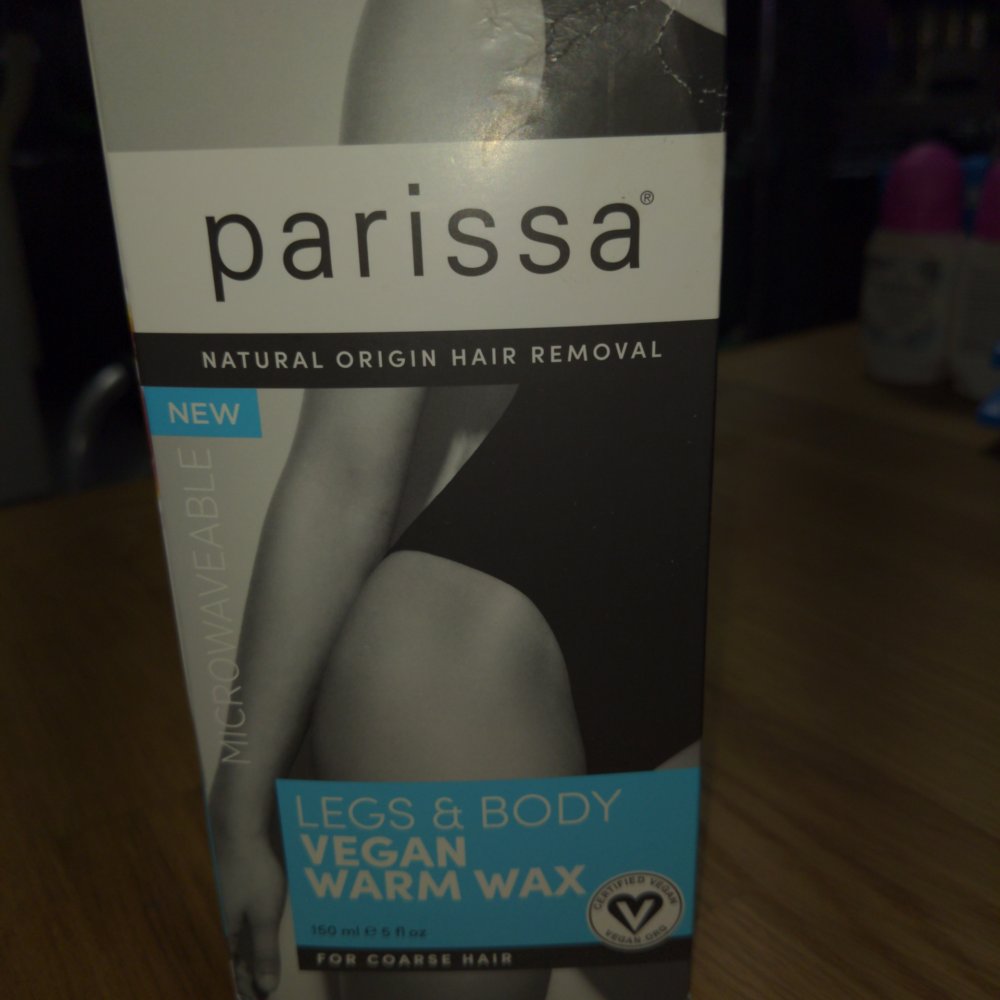 parissa®
NATURAL ORIGIN HAIR REMOVAL
NEW
MICROWAVEABLE
LEGS & BODY
VEGAN
WARM WAX
150 ml ℮ 5 fl oz
CERTIFIED VEGAN
VEGAN.ORG
FOR COARSE HAIR